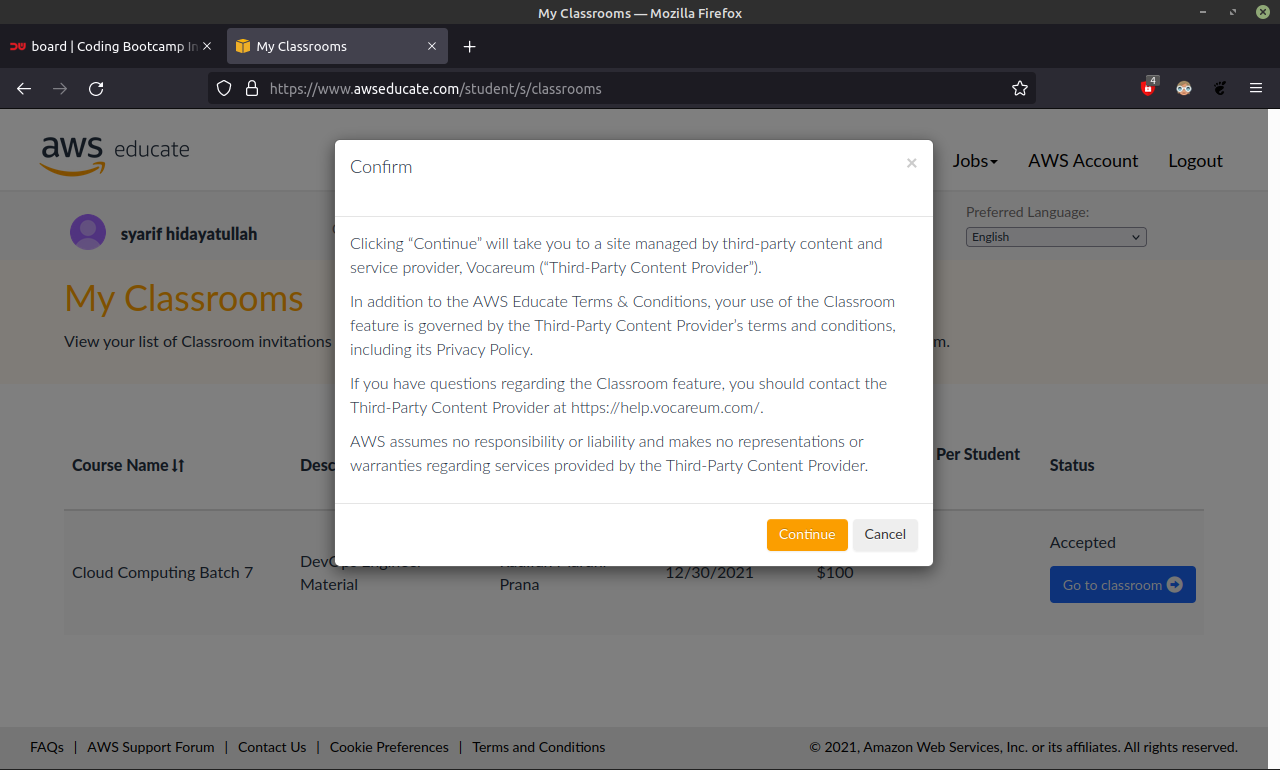 My Classrooms — Mozilla Firefox
board | Coding Bootcamp In
My Classrooms
https://www.awseducate.com/student/s/classrooms
4
aws educate
Jobs
AWS Account
Logout
syarif hidayatullah
Preferred Language:
English
My Classrooms
View your list of Classroom invitations
m.
Confirm
×
Clicking “Continue” will take you to a site managed by third-party content and
service provider, Vocareum (“Third-Party Content Provider”).
In addition to the AWS Educate Terms & Conditions, your use of the Classroom
feature is governed by the Third-Party Content Provider’s terms and conditions,
including its Privacy Policy.
If you have questions regarding the Classroom feature, you should contact the
Third-Party Content Provider at https://help.vocareum.com/.
AWS assumes no responsibility or liability and makes no representations or
warranties regarding services provided by the Third-Party Content Provider.
Continue
Cancel
Course Name
Desc
Per Student
Status
Cloud Computing Batch 7
DevOps Engineer
Material
Prana
12/30/2021
$100
Accepted
Go to classroom
FAQs | AWS Support Forum | Contact Us | Cookie Preferences | Terms and Conditions
© 2021, Amazon Web Services, Inc. or its affiliates. All rights reserved.